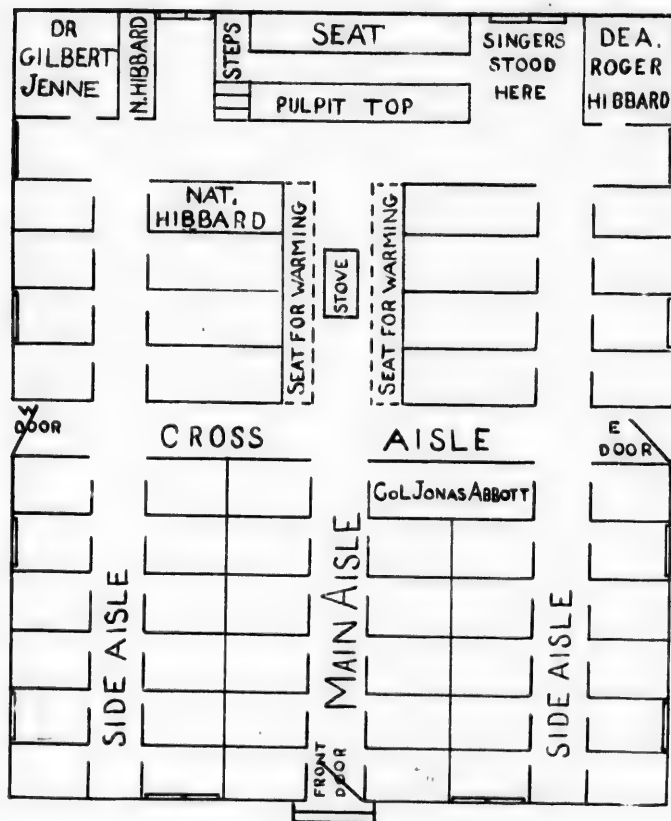 DR
GILBERT
JENNE
N. HIBBARD
STEPS
SEAT
PULPIT TOP
SINGERS
STOOD
HERE
DEA.
ROGER
HIBBARD
NAT.
HIBBARD
SEAT FOR WARMING
STOVE
SEAT FOR WARMING
W
DOOR
CROSS AISLE
E
DOOR
COL JONAS ABBOTT
SIDE AISLE
MAIN AISLE
SIDE AISLE
FRONT
DOOR